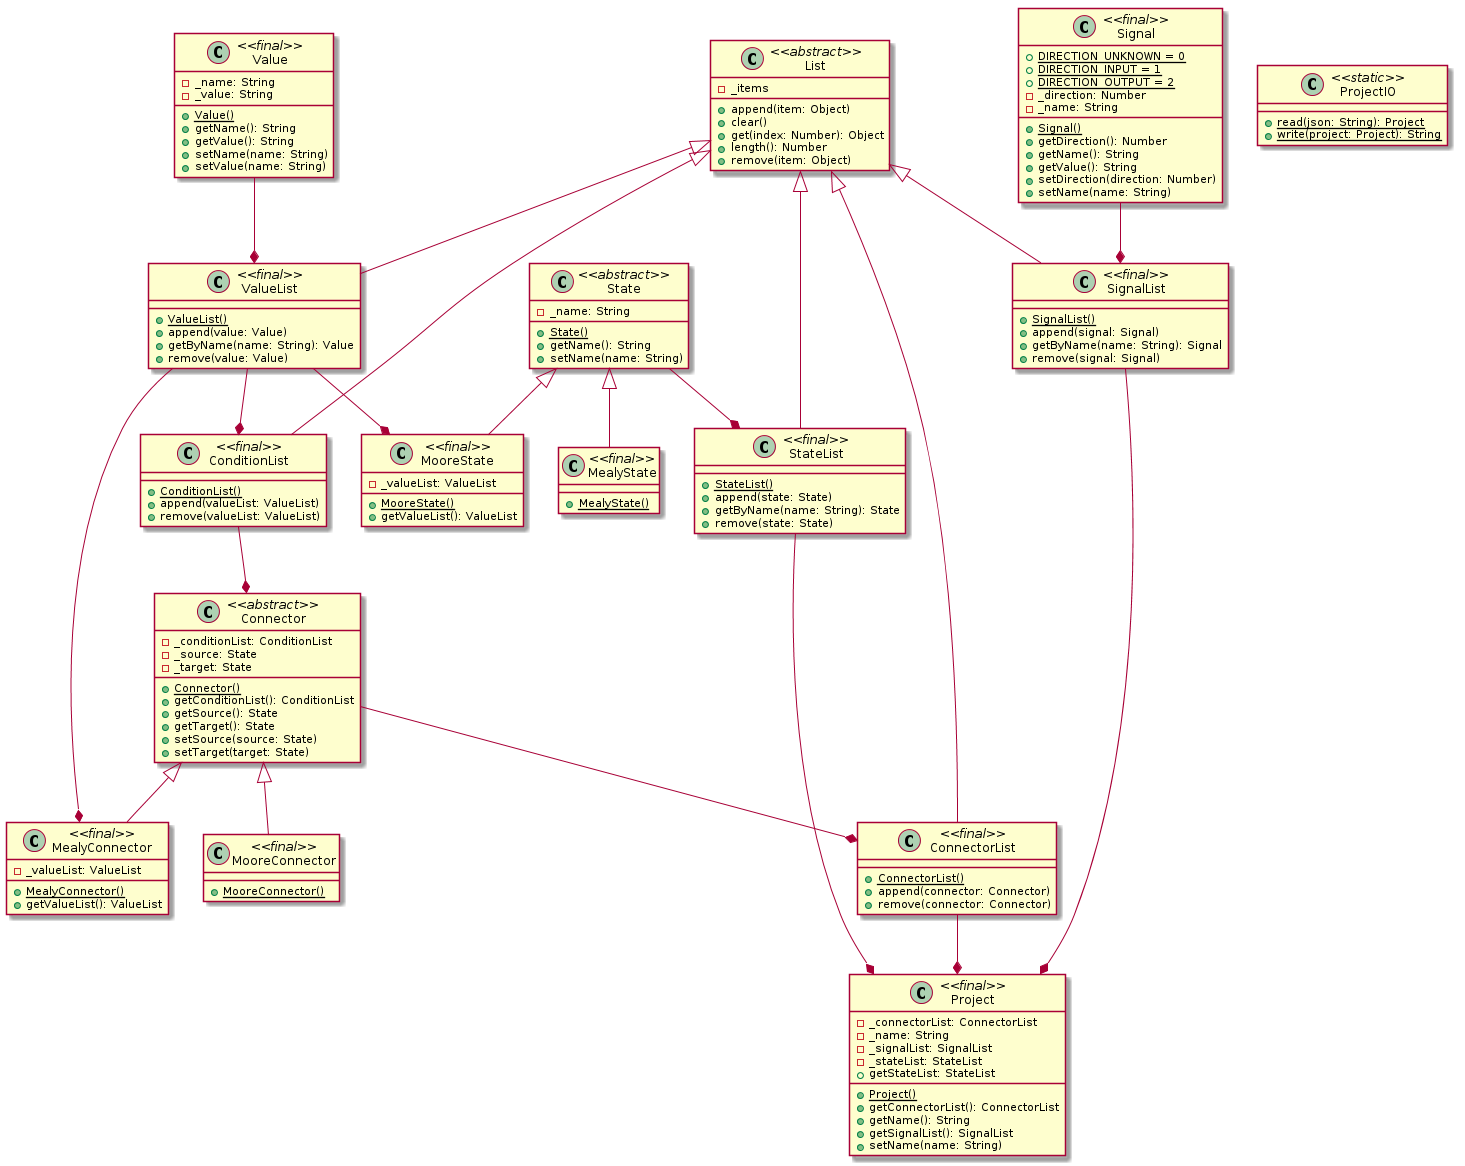 C
<<final>>
Value
_name: String
_value: String
Value()
getName(): String
getValue(): String
setName(name: String)
setValue(name: String)
C
<<abstract>>
List
_items
append(item: Object)
clear()
get(index: Number): Object
length(): Number
remove(item: Object)
C
<<final>>
Signal
DIRECTION_UNKNOWN = 0
DIRECTION_INPUT = 1
DIRECTION_OUTPUT = 2
_direction: Number
_name: String
Signal()
getDirection(): Number
getName(): String
getValue(): String
setDirection(direction: Number)
setName(name: String)
C
<<static>>
ProjectIO
read(json: String): Project
write(project: Project): String
C
<<final>>
ValueList
ValueList()
append(value: Value)
getByName(name: String): Value
remove(value: Value)
C
<<abstract>>
State
_name: String
State()
getName(): String
setName(name: String)
C
<<final>>
SignalList
SignalList()
append(signal: Signal)
getByName(name: String): Signal
remove(signal: Signal)
C
<<final>>
ConditionList
ConditionList()
append(valueList: ValueList)
remove(valueList: ValueList)
C
<<final>>
MooreState
_valueList: ValueList
MooreState()
getValueList(): ValueList
C
<<final>>
MealyState
MealyState()
C
<<final>>
StateList
StateList()
append(state: State)
getByName(name: String): State
remove(state: State)
C
<<abstract>>
Connector
_conditionList: ConditionList
_source: State
_target: State
Connector()
getConditionList(): ConditionList
getSource(): State
getTarget(): State
setSource(source: State)
setTarget(target: State)
C
<<final>>
MealyConnector
_valueList: ValueList
MealyConnector()
getValueList(): ValueList
C
<<final>>
MooreConnector
MooreConnector()
C
<<final>>
ConnectorList
ConnectorList()
append(connector: Connector)
remove(connector: Connector)
C
<<final>>
Project
_connectorList: ConnectorList
_name: String
_signalList: SignalList
_stateList: StateList
getStateList: StateList
Project()
getConnectorList(): ConnectorList
getName(): String
getSignalList(): SignalList
setName(name: String)